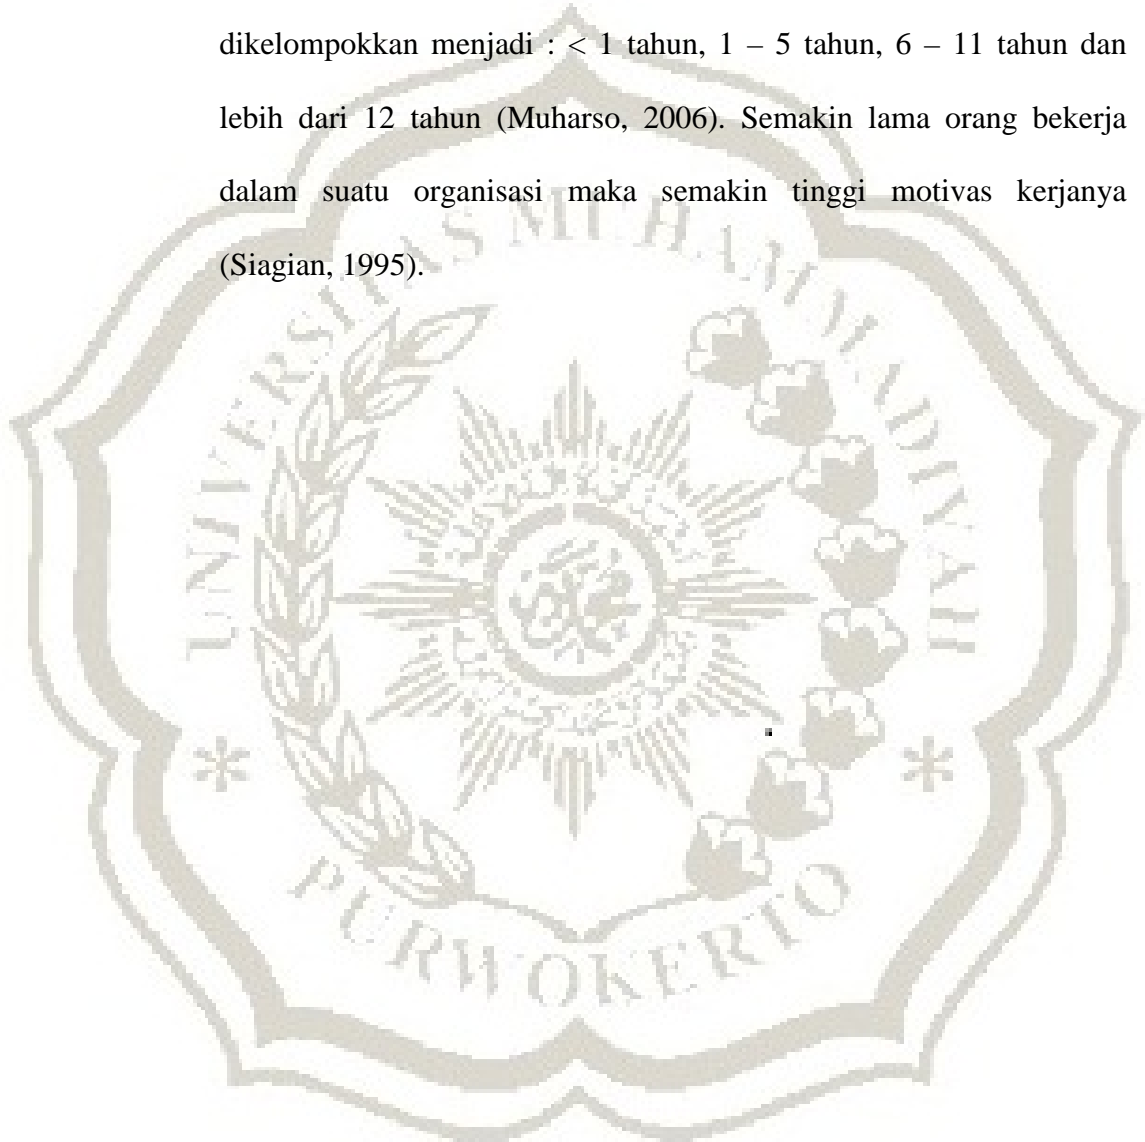 dikelompokkan menjadi : < 1 tahun, 1 – 5 tahun, 6 – 11 tahun dan
lebih dari 12 tahun (Muharso, 2006). Semakin lama orang bekerja
dalam suatu organisasi maka semakin tinggi motivas kerjanya
(Siagian, 1995).
UNIVERSITAS MUHAMMADIYAH
PURWOKERTO